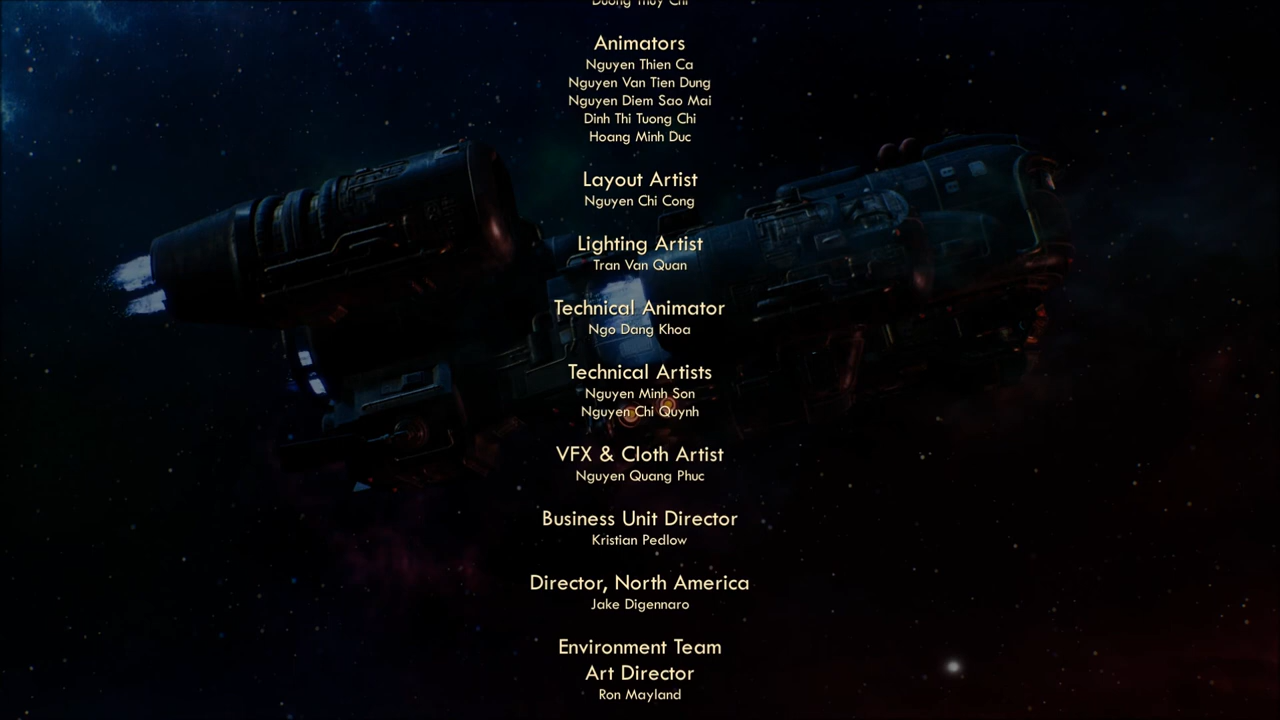 Duong Thuy Chi
Animators
Nguyen Thien Ca
Nguyen Van Tien Dung
Nguyen Diem Sao Mai
Dinh Thi Tuong Chi
Hoang Minh Duc
Layout Artist
Nguyen Chi Cong
Lighting Artist
Tran Van Quan
Technical Animator
Ngo Dang Khoa
Technical Artists
Nguyen Minh Son
Nguyen Chi Quynh
VFX & Cloth Artist
Nguyen Quang Phuc
Business Unit Director
Kristian Pedlow
Director, North America
Jake Digennaro
Environment Team
Art Director
Ron Mayland